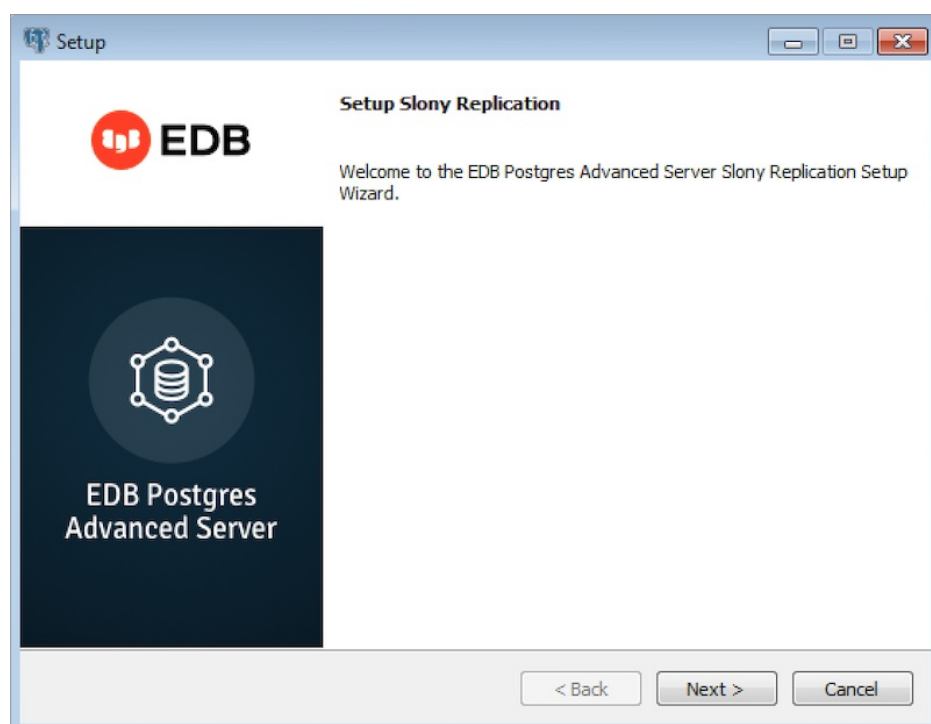 Setup
EDB
Setup Slony Replication
Welcome to the EDB Postgres Advanced Server Slony Replication Setup
Wizard.
EDB Postgres
Advanced Server
< Back
Next >
Cancel